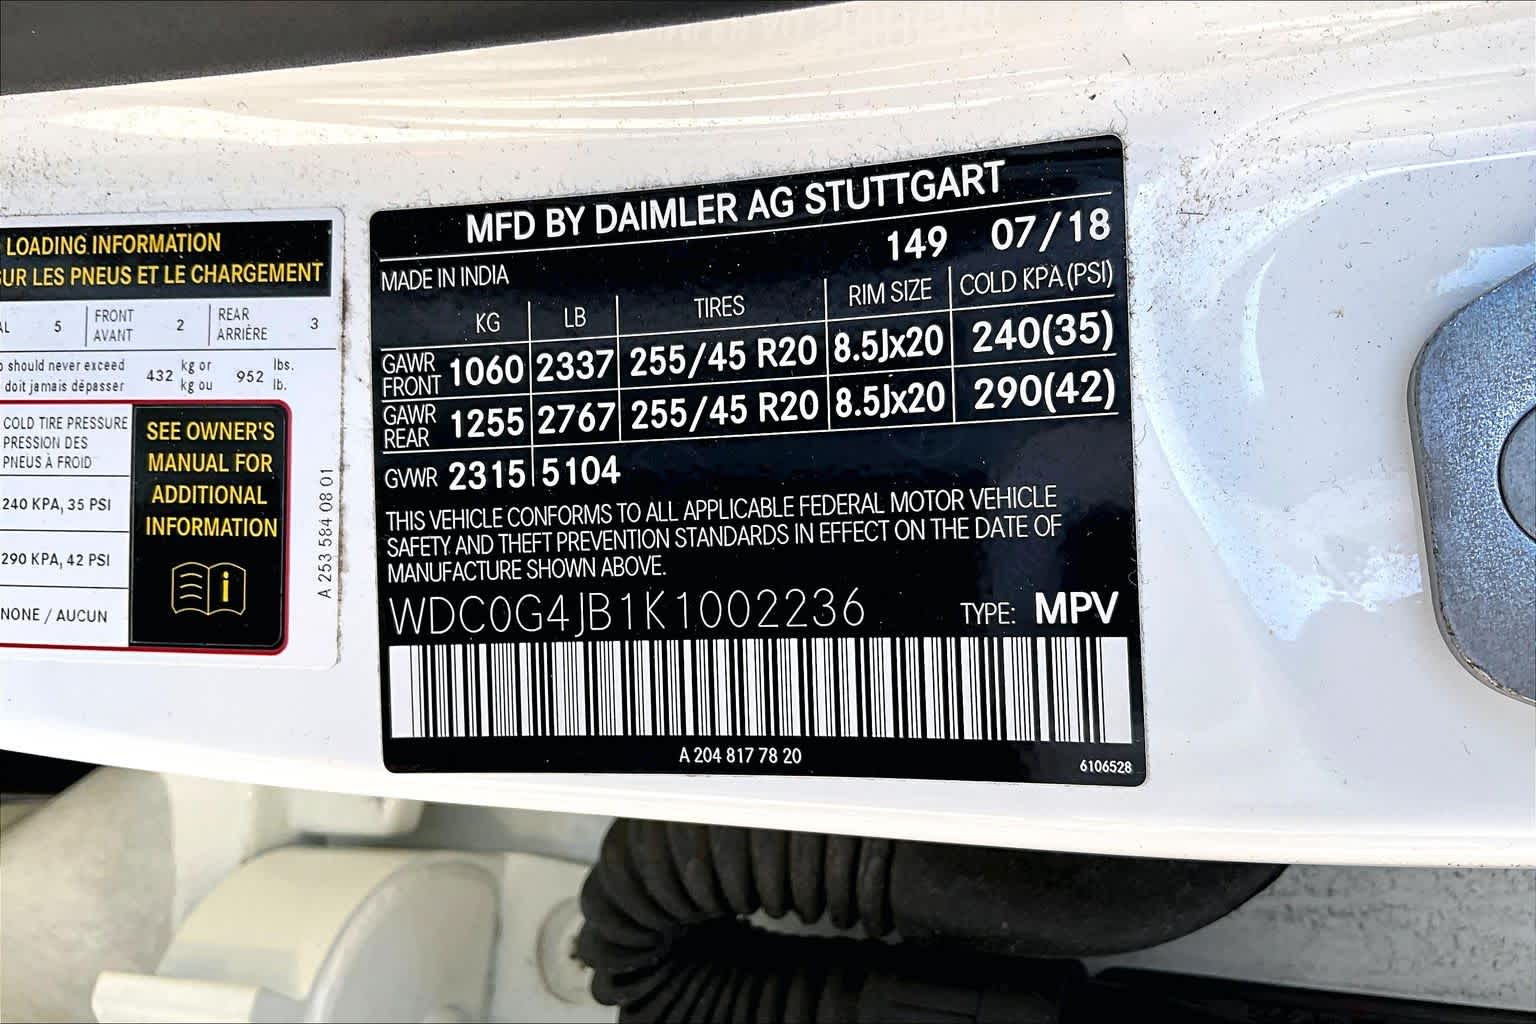 LOADING INFORMATION
SUR LES PNEUS ET LE CHARGEMENT
5
FRONT
AVANT
2
REAR
ARRIÈRE
3
should never exceed
doit jamais dépasser
432
kg or
kg ou
952
lbs.
lb.
COLD TIRE PRESSURE
PRESSION DES
PNEUS À FROID
240 KPA, 35 PSI
290 KPA, 42 PSI
NONE / AUCUN
SEE OWNER'S
MANUAL FOR
ADDITIONAL
INFORMATION
i
A 253 584 08 01
MFD BY DAIMLER AG STUTTGART
149 07/18
MADE IN INDIA
KG LB TIRES RIM SIZE COLD KPA (PSI)
GAWR FRONT 1060 2337 255/45 R20 8.5Jx20 240(35)
GAWR REAR 1255 2767 255/45 R20 8.5Jx20 290(42)
GVWR 2315 5104
THIS VEHICLE CONFORMS TO ALL APPLICABLE FEDERAL MOTOR VEHICLE
SAFETY AND THEFT PREVENTION STANDARDS IN EFFECT ON THE DATE OF
MANUFACTURE SHOWN ABOVE.
WDC0G4JB1K1002236 TYPE: MPV
A 204 817 78 20
6106528